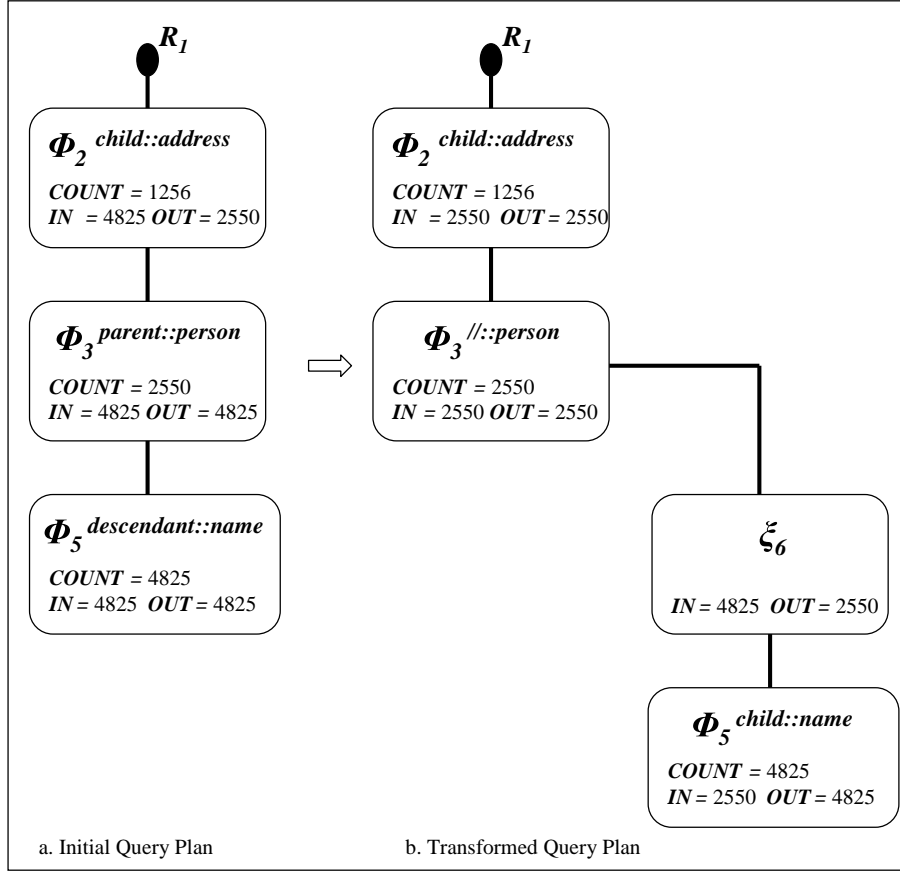 R1
Φ2 child::address
COUNT = 1256
IN = 4825 OUT = 2550
Φ3 parent::person
COUNT = 2550
IN = 4825 OUT = 4825
Φ5 descendant::name
COUNT = 4825
IN = 4825 OUT = 4825
a. Initial Query Plan
R1
Φ2 child::address
COUNT = 1256
IN = 2550 OUT = 2550
Φ3 //::person
COUNT = 2550
IN = 2550 OUT = 2550
ξ6
IN = 4825 OUT = 2550
Φ5 child::name
COUNT = 4825
IN = 2550 OUT = 4825
b. Transformed Query Plan